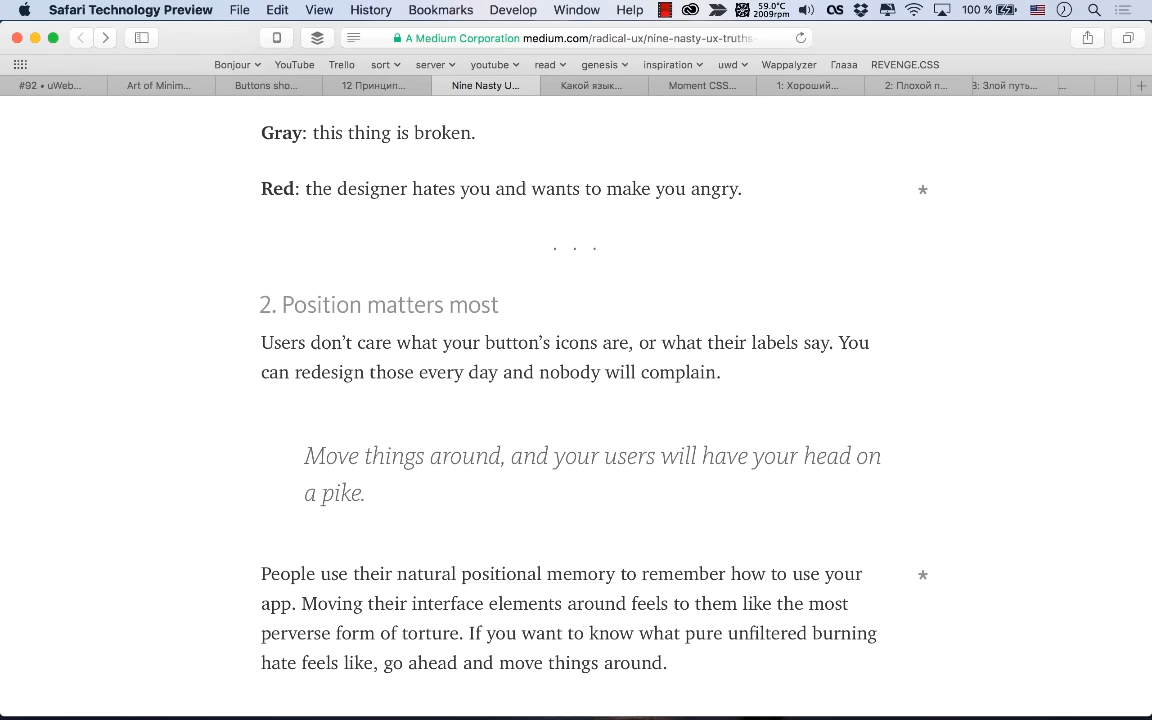 Safari Technology Preview File Edit View History Bookmarks Develop Window Help 59.0°C 2009rpm 100 %
A Medium Corporation medium.com/radical-ux/nine-nasty-ux-truths-
Bonjour YouTube Trello sort server youtube read genesis inspiration uwd Wappalyzer Глаза REVENGE.CSS
#92 • uWeb... Art of Minim... Buttons sho... 12 Принцип... Nine Nasty U... Какой язык... Moment CSS... 1: Хороший... 2: Плохой п... 3: Злой путь... ...
Gray: this thing is broken.
Red: the designer hates you and wants to make you angry. *
. . .
2. Position matters most
Users don’t care what your button’s icons are, or what their labels say. You
can redesign those every day and nobody will complain.
Move things around, and your users will have your head on
a pike.
People use their natural positional memory to remember how to use your *
app. Moving their interface elements around feels to them like the most
perverse form of torture. If you want to know what pure unfiltered burning
hate feels like, go ahead and move things around.